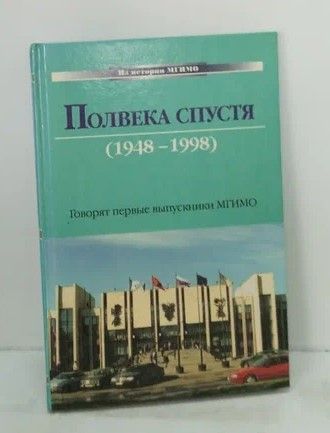 Из истории МГИМО
ПОЛВЕКА СПУСТЯ
(1948 – 1998)
Говорят первые выпускники МГИМО